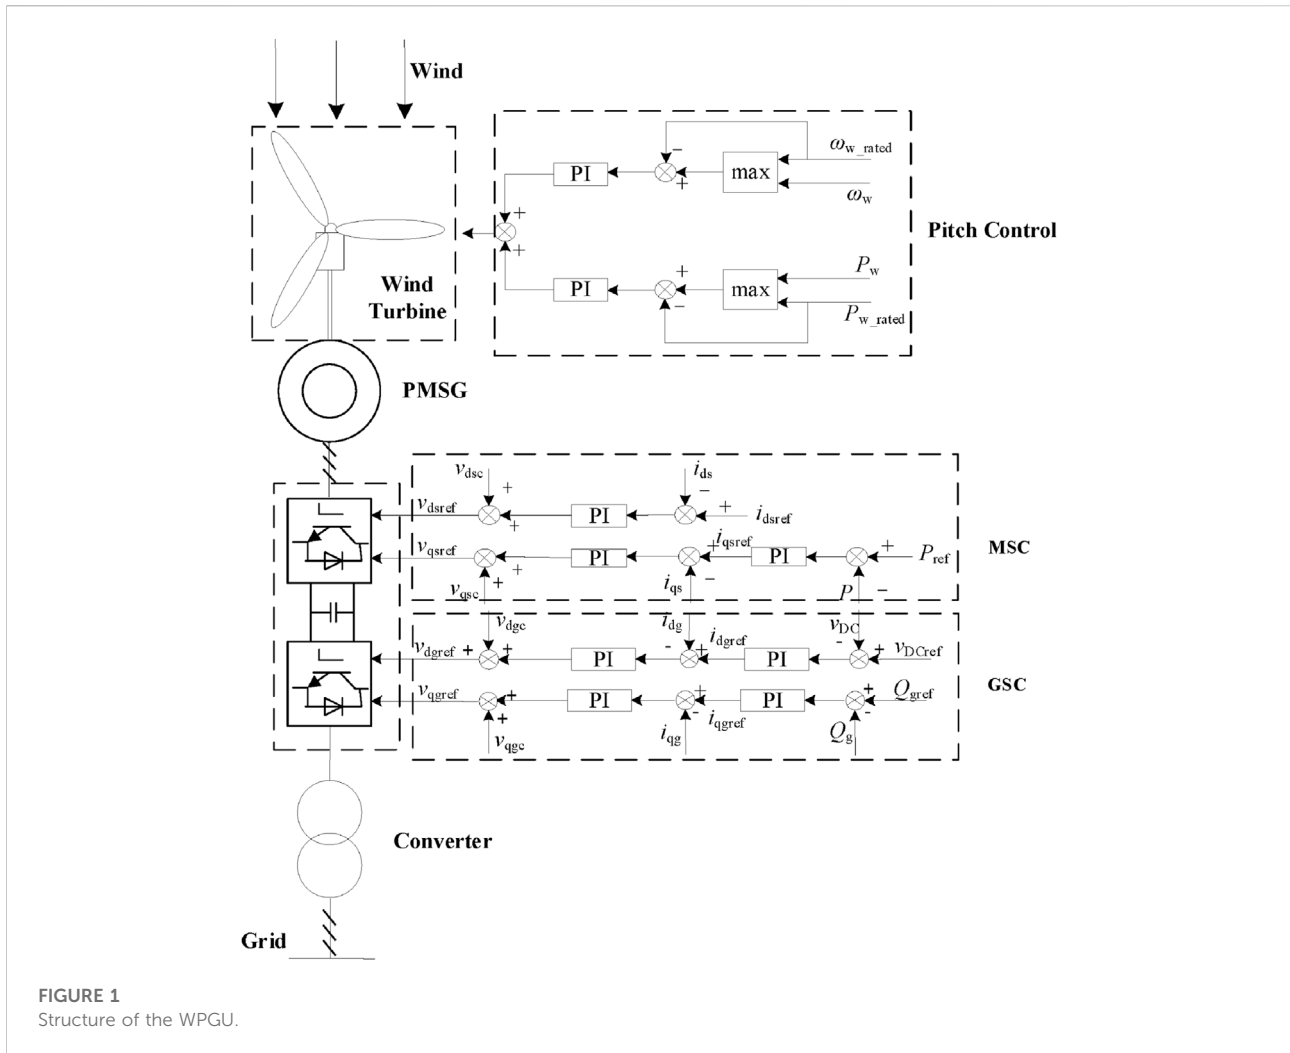 Wind
ω_w_rated
− 
PI
max
+
ω_w
+
+
Pitch Control
P_w
+
PI
max
−
P_w_rated
Wind
Turbine
PMSG
v_dsc
i_ds
+
−
v_dsref
PI
+
i_dsref
+
v_qsref
PI
+
i_qsref
PI
+
P_ref
MSC
+
+
v_qsc
i_qs
−
P
−
v_dgc
i_dg
i_dgref
v_DC
-
v_dgref
+
+
PI
-
+
PI
+
v_DCref
v_qgref
+
PI
+
PI
+
Q_gref
GSC
+
-
i_qgref
-
v_qgc
i_qg
Q_g
Converter
Grid
FIGURE 1
Structure of the WPGU.